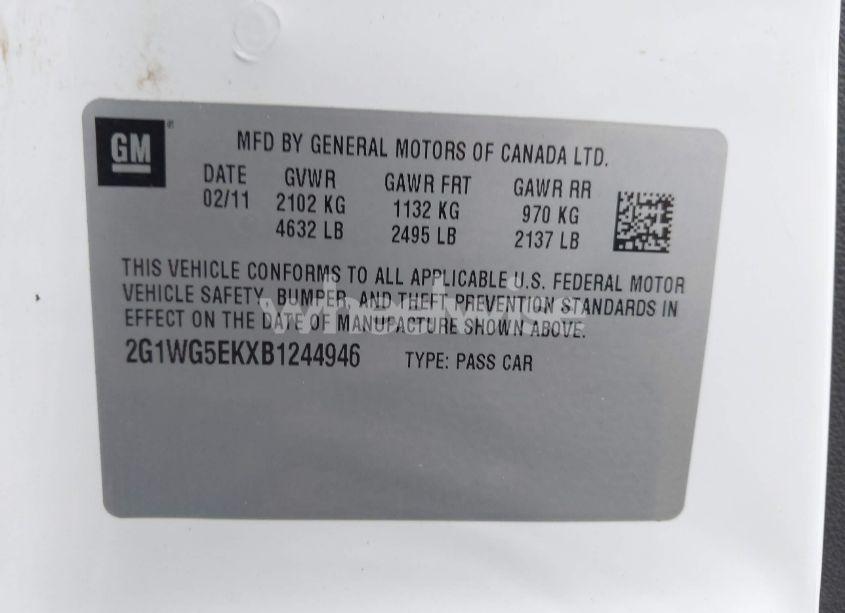 GM®
MFD BY GENERAL MOTORS OF CANADA LTD.
DATE GVWR GAWR FRT GAWR RR
02/11 2102 KG 1132 KG 970 KG
4632 LB 2495 LB 2137 LB
THIS VEHICLE CONFORMS TO ALL APPLICABLE U.S. FEDERAL MOTOR
VEHICLE SAFETY, BUMPER, AND THEFT PREVENTION STANDARDS IN
EFFECT ON THE DATE OF MANUFACTURE SHOWN ABOVE.
2G1WG5EKXB1244946 TYPE: PASS CAR